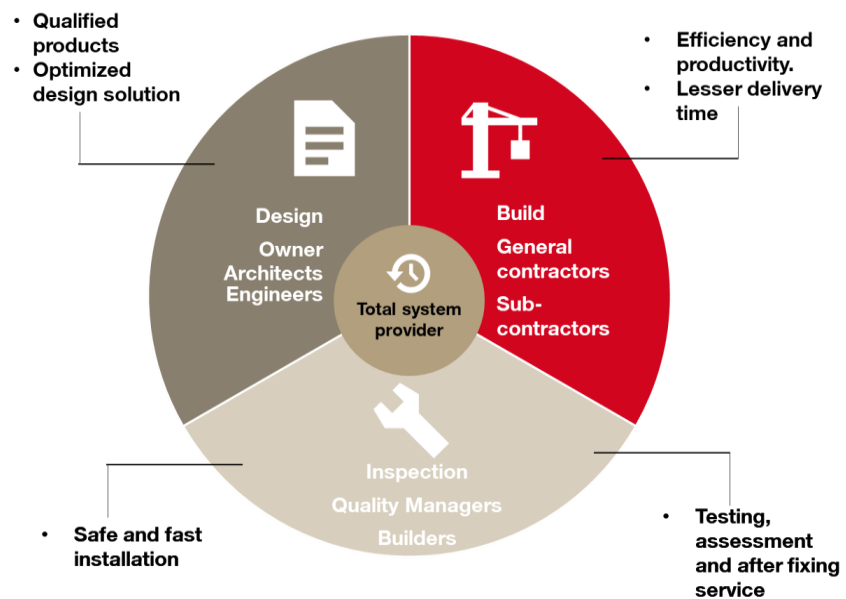 • Qualified
products
• Optimized
design solution
• Efficiency and
productivity.
• Lesser delivery
time
Design
Owner
Architects
Engineers
Build
General
contractors
Sub-
contractors
Total system
provider
Inspection
Quality Managers
Builders
• Safe and fast
installation
• Testing,
assessment
and after fixing
service